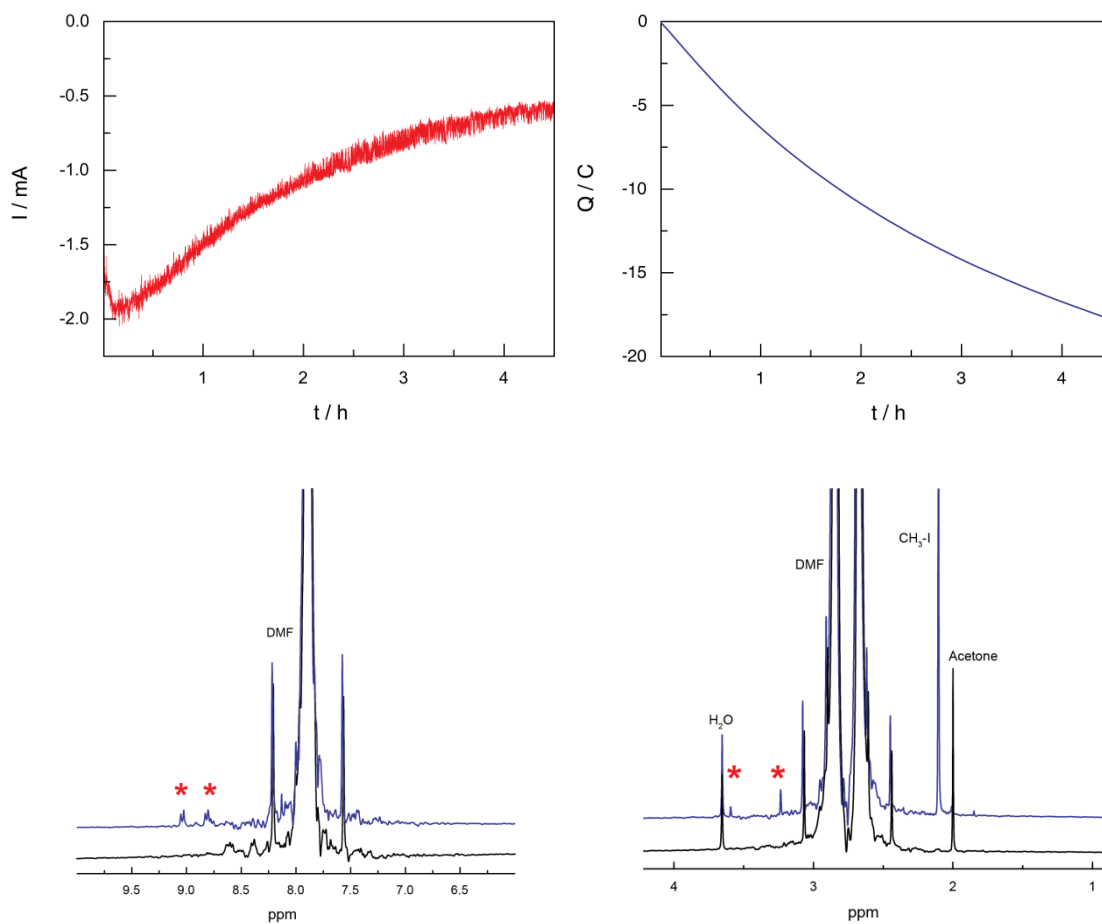 0.0
-0.5
-1.0
-1.5
-2.0
I / mA
1 2 3 4
t / h
0
-5
-10
-15
-20
Q / C
1 2 3 4
t / h
DMF
* *
9.5 9.0 8.5 8.0 7.5 7.0 6.5
ppm
CH₃-I
DMF
Acetone
H₂O
* *
4 3 2 1
ppm